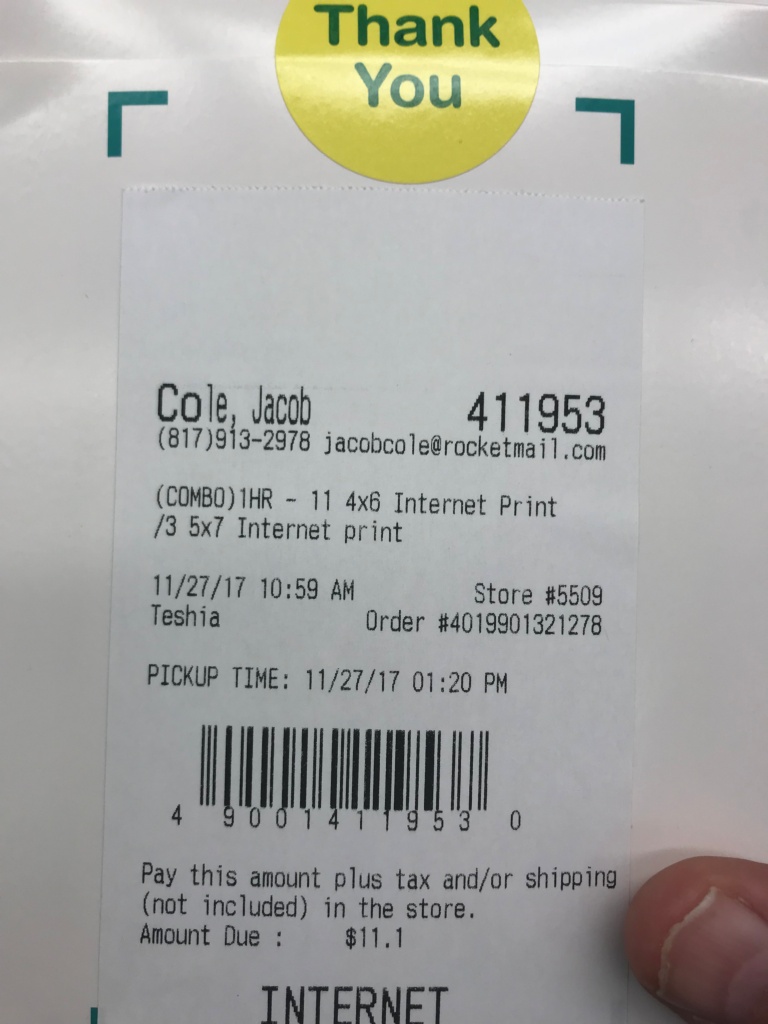 Thank
You
Cole, Jacob 411953
(817)913-2978 jacobcole@rocketmail.com
(COMBO)1HR - 11 4x6 Internet Print
/3 5x7 Internet print
11/27/17 10:59 AM Store #5509
Teshia Order #4019901321278
PICKUP TIME: 11/27/17 01:20 PM
4 90014 11953 0
Pay this amount plus tax and/or shipping
(not included) in the store.
Amount Due : $11.1
INTERNET